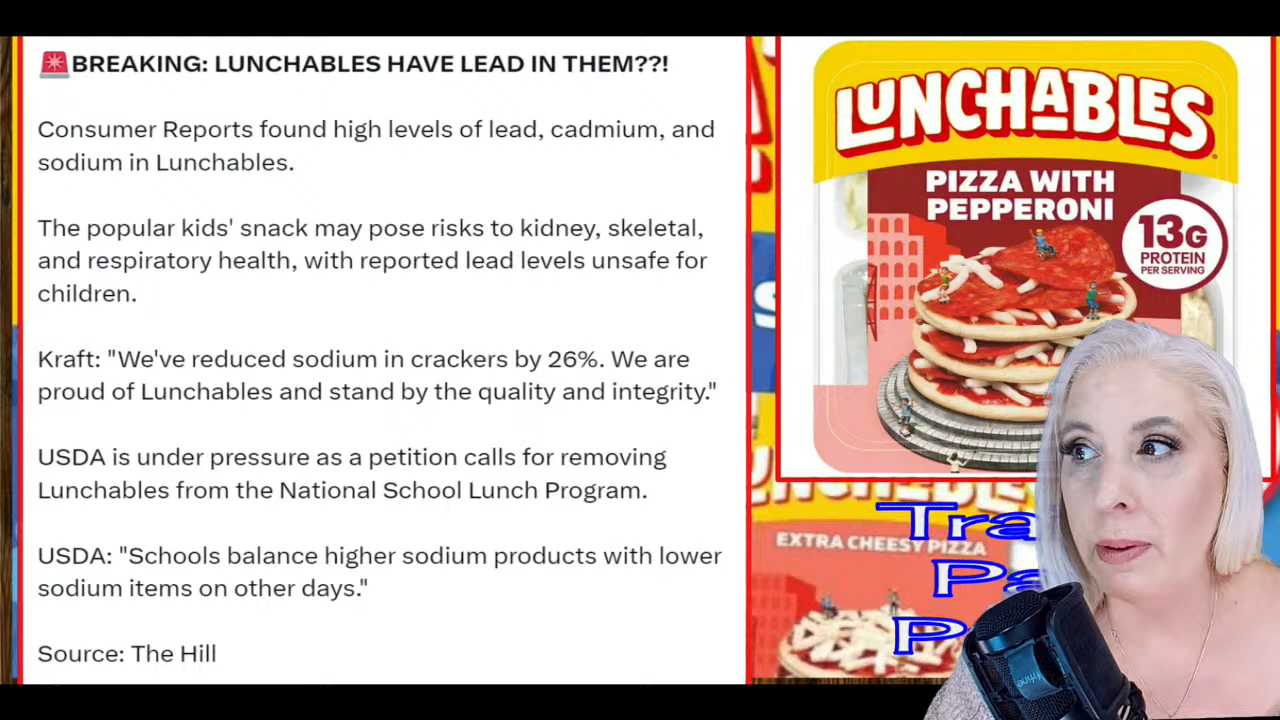 🚨BREAKING: LUNCHABLES HAVE LEAD IN THEM??!
Consumer Reports found high levels of lead, cadmium, and
sodium in Lunchables.
The popular kids' snack may pose risks to kidney, skeletal,
and respiratory health, with reported lead levels unsafe for
children.
Kraft: "We've reduced sodium in crackers by 26%. We are
proud of Lunchables and stand by the quality and integrity."
USDA is under pressure as a petition calls for removing
Lunchables from the National School Lunch Program.
USDA: "Schools balance higher sodium products with lower
sodium items on other days."
Source: The Hill
LUNCHABLES
PIZZA WITH
PEPPERONI
13G
PROTEIN
PER SERVING
EXTRA CHEESY PIZZA